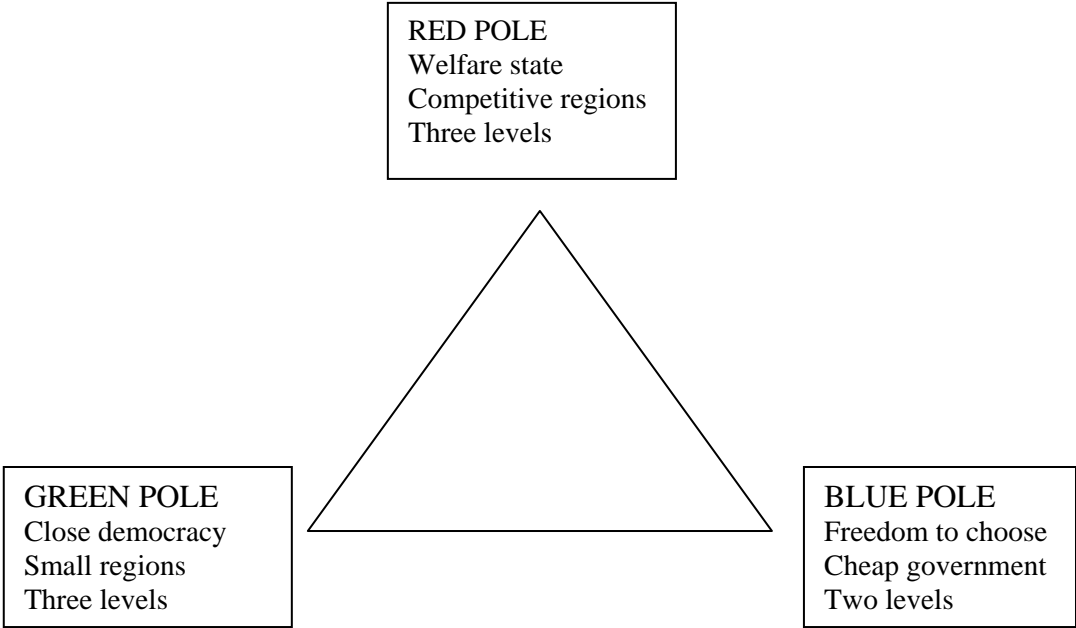 RED POLE
Welfare state
Competitive regions
Three levels
GREEN POLE
Close democracy
Small regions
Three levels
BLUE POLE
Freedom to choose
Cheap government
Two levels